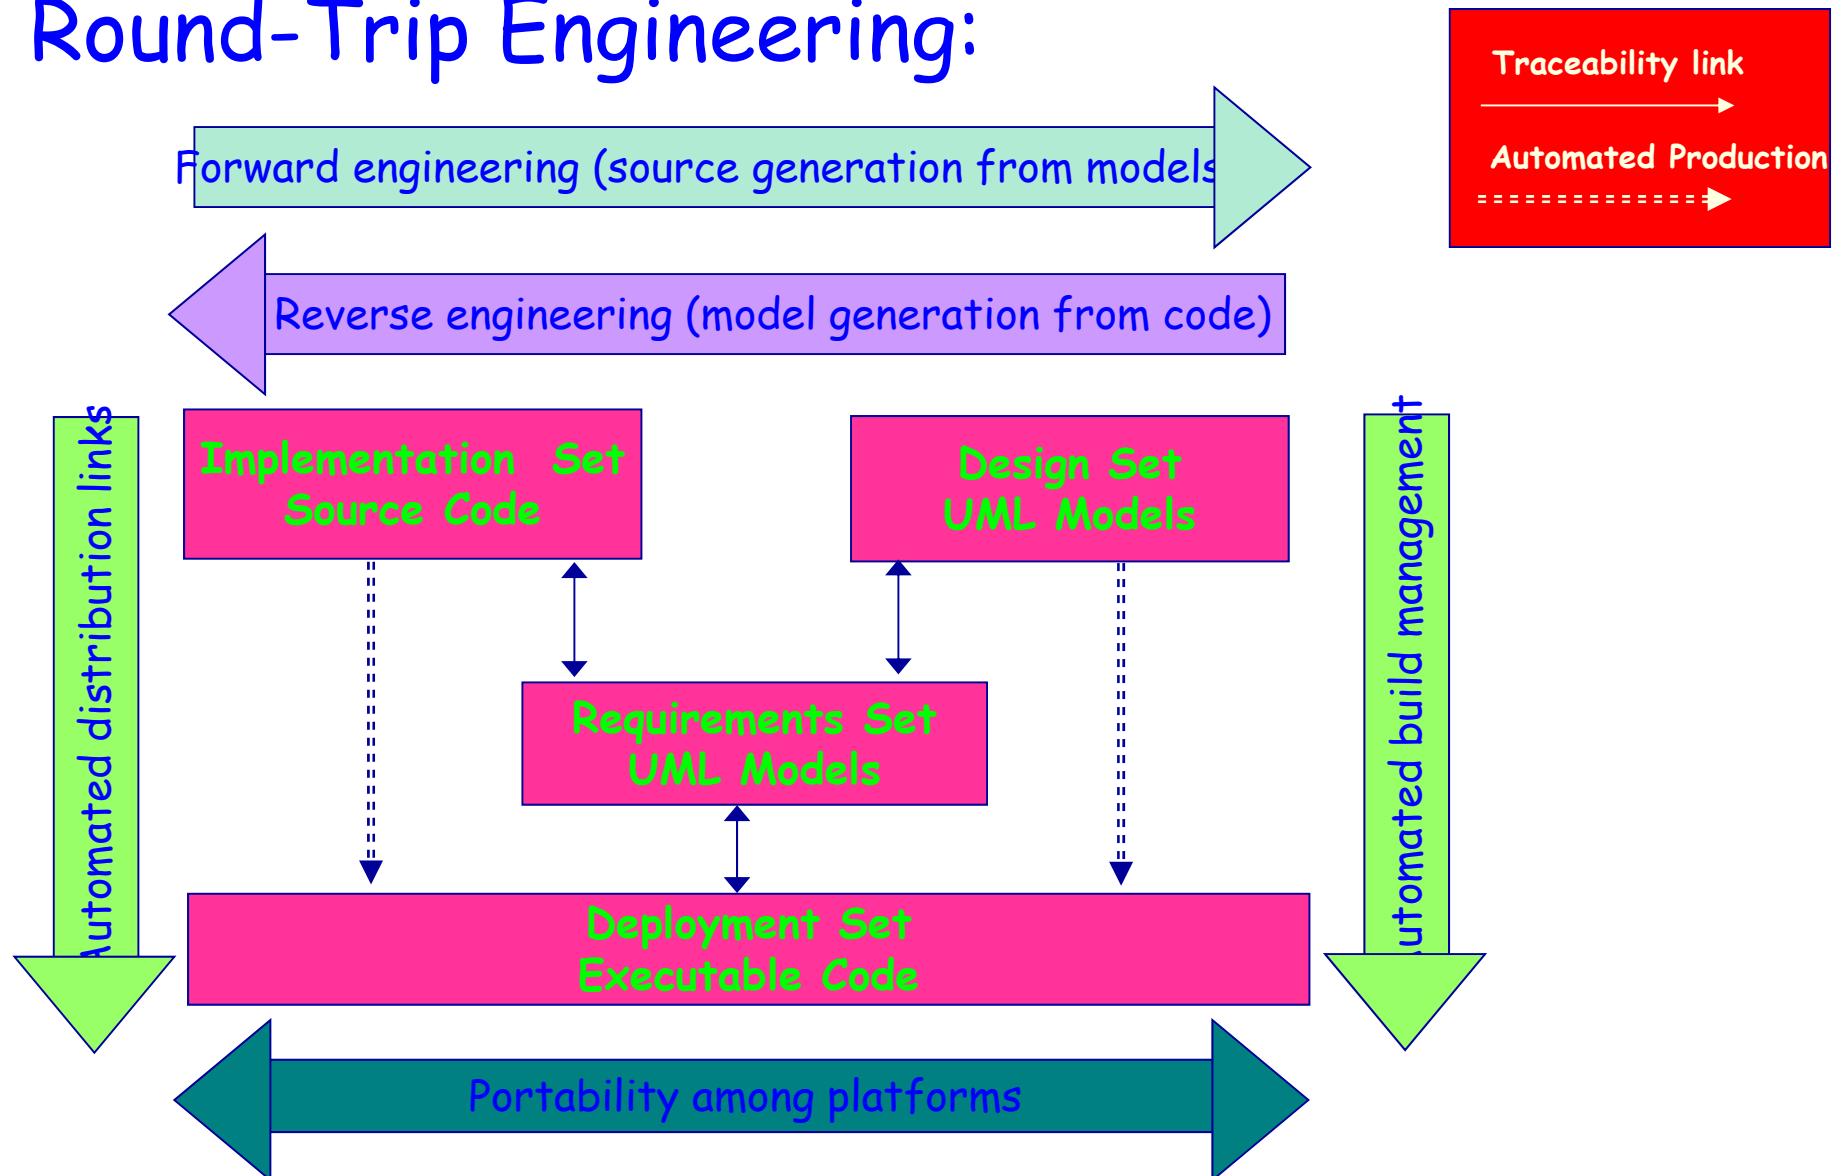 Round-Trip Engineering:
Traceability link
Automated Production
Forward engineering (source generation from models
Reverse engineering (model generation from code)
Automated distribution links
Implementation Set
Source Code
Design Set
UML Models
utomated build management
Requirements Set
UML Models
Deployment Set
Executable Code
Portability among platforms